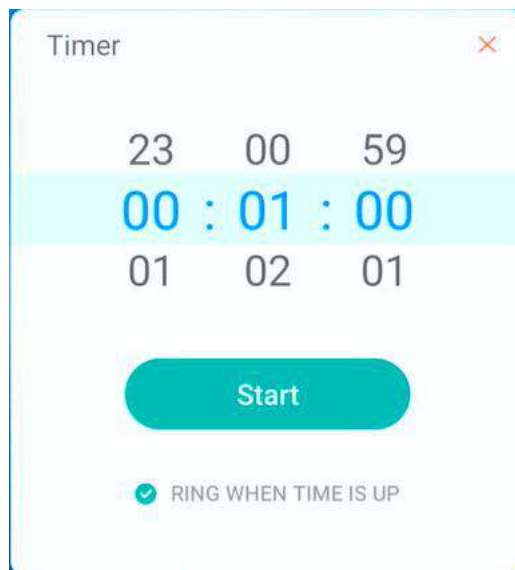 Timer
23 00 59
00 : 01 : 00
01 02 01
Start
RING WHEN TIME IS UP